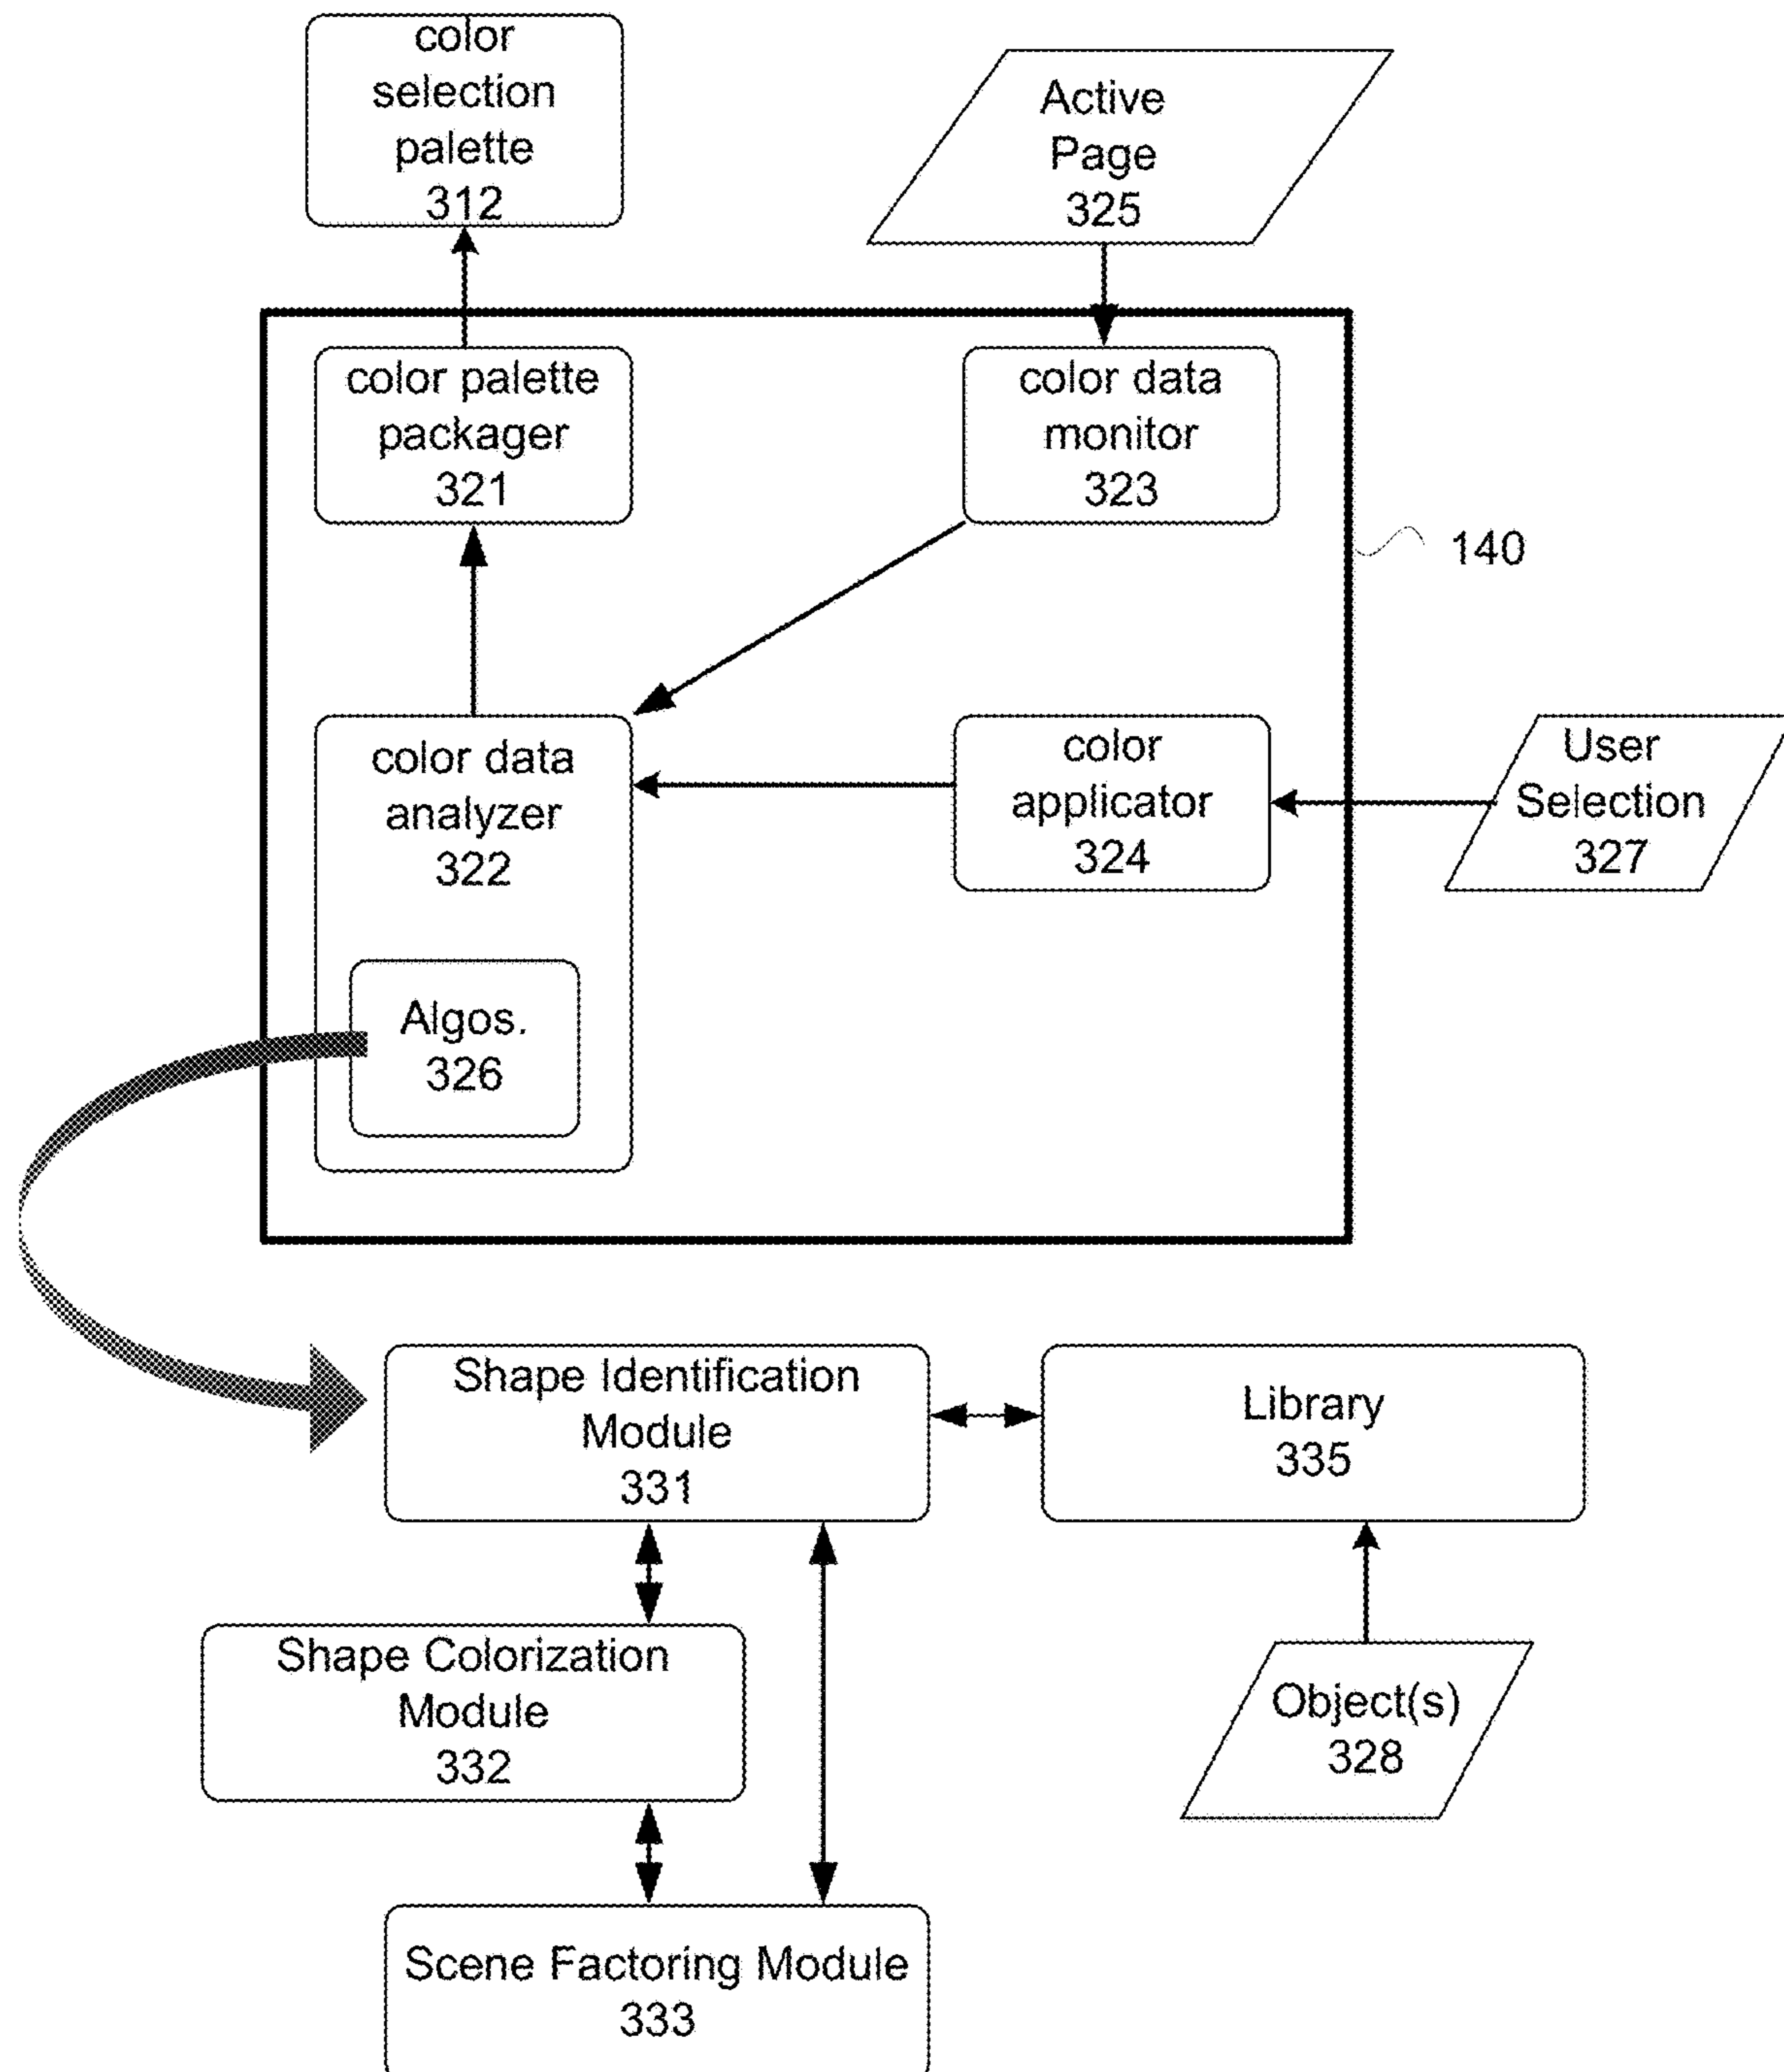 color
selection
palette
312
Active
Page
325
color palette
packager
321
color data
monitor
323
140
color data
analyzer
322
color
applicator
324
User
Selection
327
Algos.
326
Shape Identification
Module
331
Library
335
Shape Colorization
Module
332
Object(s)
328
Scene Factoring Module
333